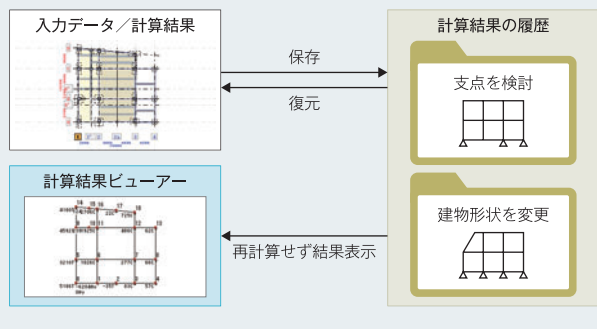 入力データ／計算結果
計算結果の履歴
保存
復元
支点を検討
計算結果ビューアー
建物形状を変更
再計算せず結果表示